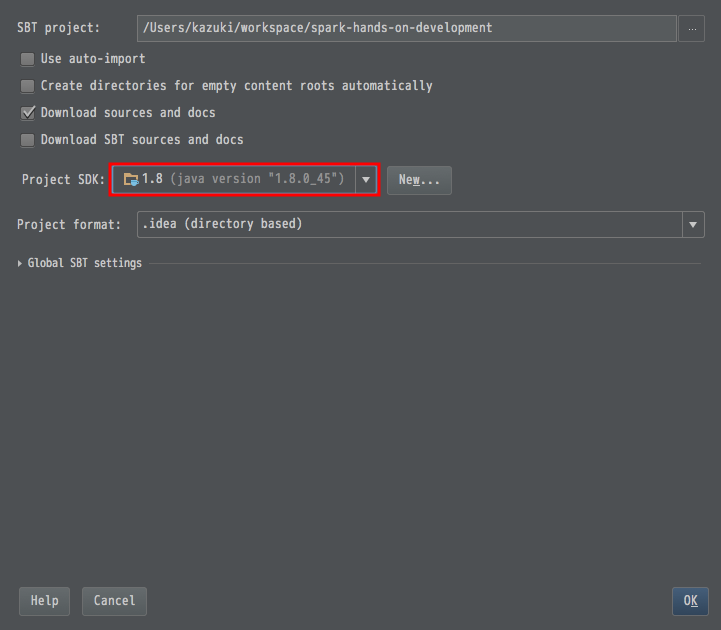 SBT project: /Users/kazuki/workspace/spark-hands-on-development ...
Use auto-import
Create directories for empty content roots automatically
Download sources and docs
Download SBT sources and docs
Project SDK: 1.8 (java version "1.8.0_45") New...
Project format: .idea (directory based)
Global SBT settings
Help Cancel OK